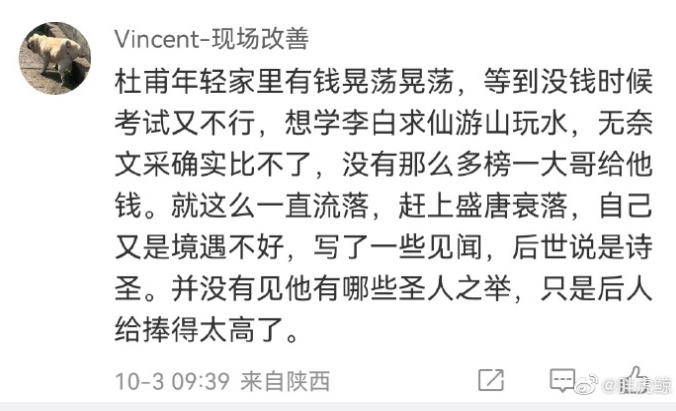 Vincent-现场改善
杜甫年轻家里有钱晃荡晃荡，等到没钱时候
考试又不行，想学李白求仙游山玩水，无奈
文采确实比不了，没有那么多榜一大哥给他
钱。就这么一直流落，赶上盛唐衰落，自己
又是境遇不好，写了一些见闻，后世说是诗
圣。并没有见他有哪些圣人之举，只是后人
给捧得太高了。
10-3 09:39 来自陕西